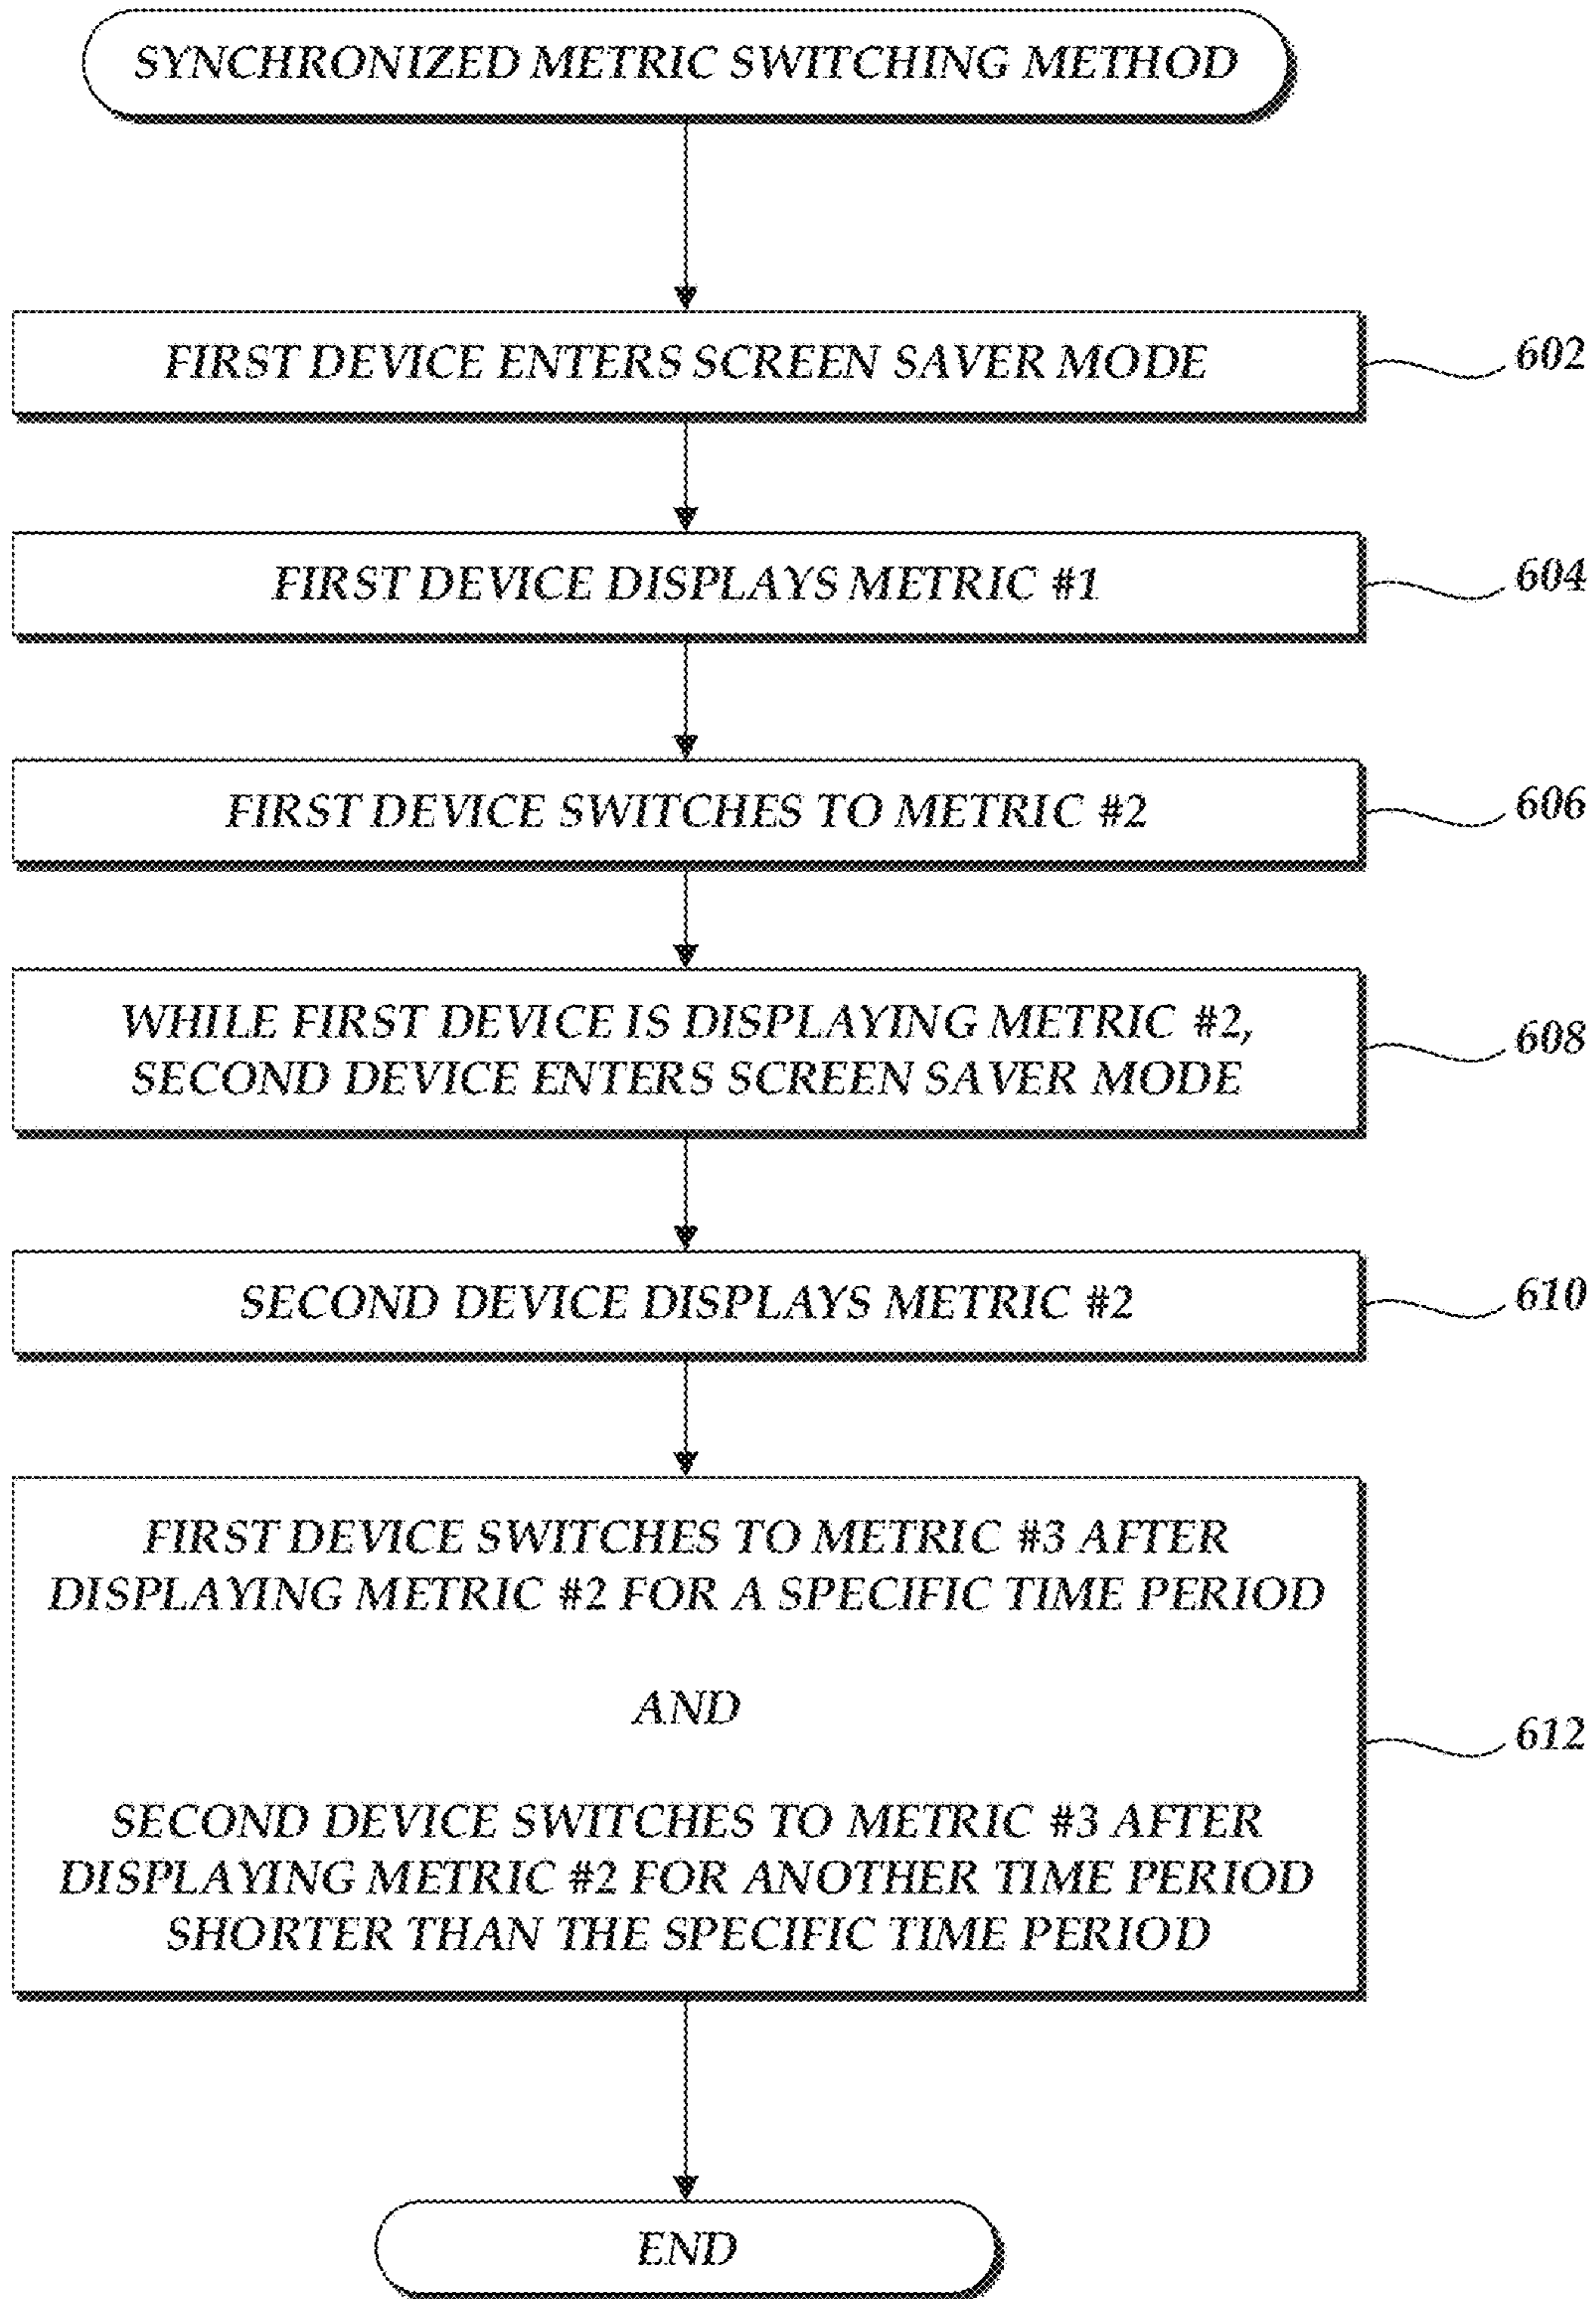 SYNCHRONIZED METRIC SWITCHING METHOD
FIRST DEVICE ENTERS SCREEN SAVER MODE
602
FIRST DEVICE DISPLAYS METRIC #1
604
FIRST DEVICE SWITCHES TO METRIC #2
606
WHILE FIRST DEVICE IS DISPLAYING METRIC #2,
SECOND DEVICE ENTERS SCREEN SAVER MODE
608
SECOND DEVICE DISPLAYS METRIC #2
610
FIRST DEVICE SWITCHES TO METRIC #3 AFTER
DISPLAYING METRIC #2 FOR A SPECIFIC TIME PERIOD
AND
SECOND DEVICE SWITCHES TO METRIC #3 AFTER
DISPLAYING METRIC #2 FOR ANOTHER TIME PERIOD
SHORTER THAN THE SPECIFIC TIME PERIOD
612
END